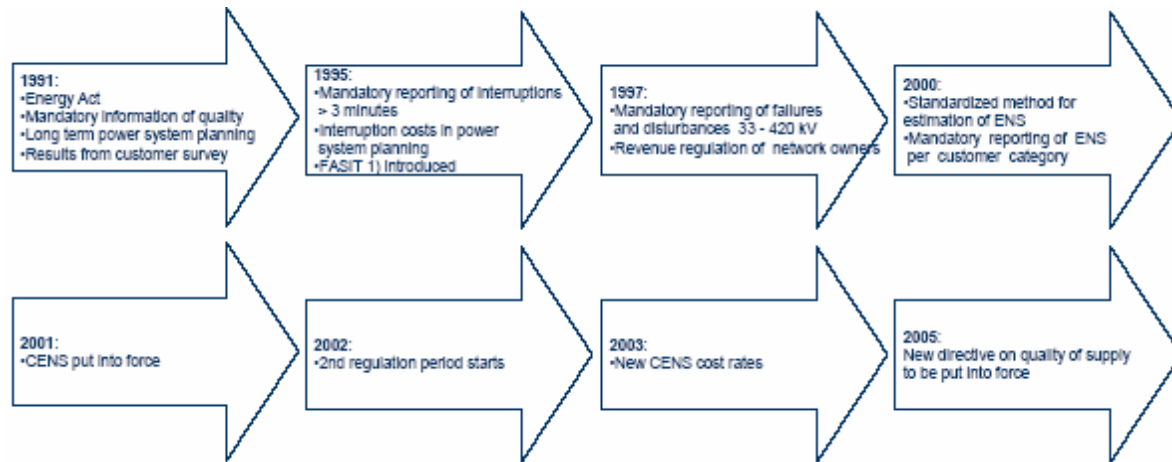 1991:
•Energy Act
•Mandatory information of quality
•Long term power system planning
•Results from customer survey
1995:
•Mandatory reporting of interruptions
> 3 minutes
•Interruption costs in power
system planning
•FASIT 1) Introduced
1997:
•Mandatory reporting of failures
and disturbances 33 - 420 kV
•Revenue regulation of network owners
2000:
•Standardized method for
estimation of ENS
•Mandatory reporting of ENS
per customer category
2001:
•CENS put into force
2002:
•2nd regulation period starts
2003:
•New CENS cost rates
2005:
New directive on quality of supply
to be put into force